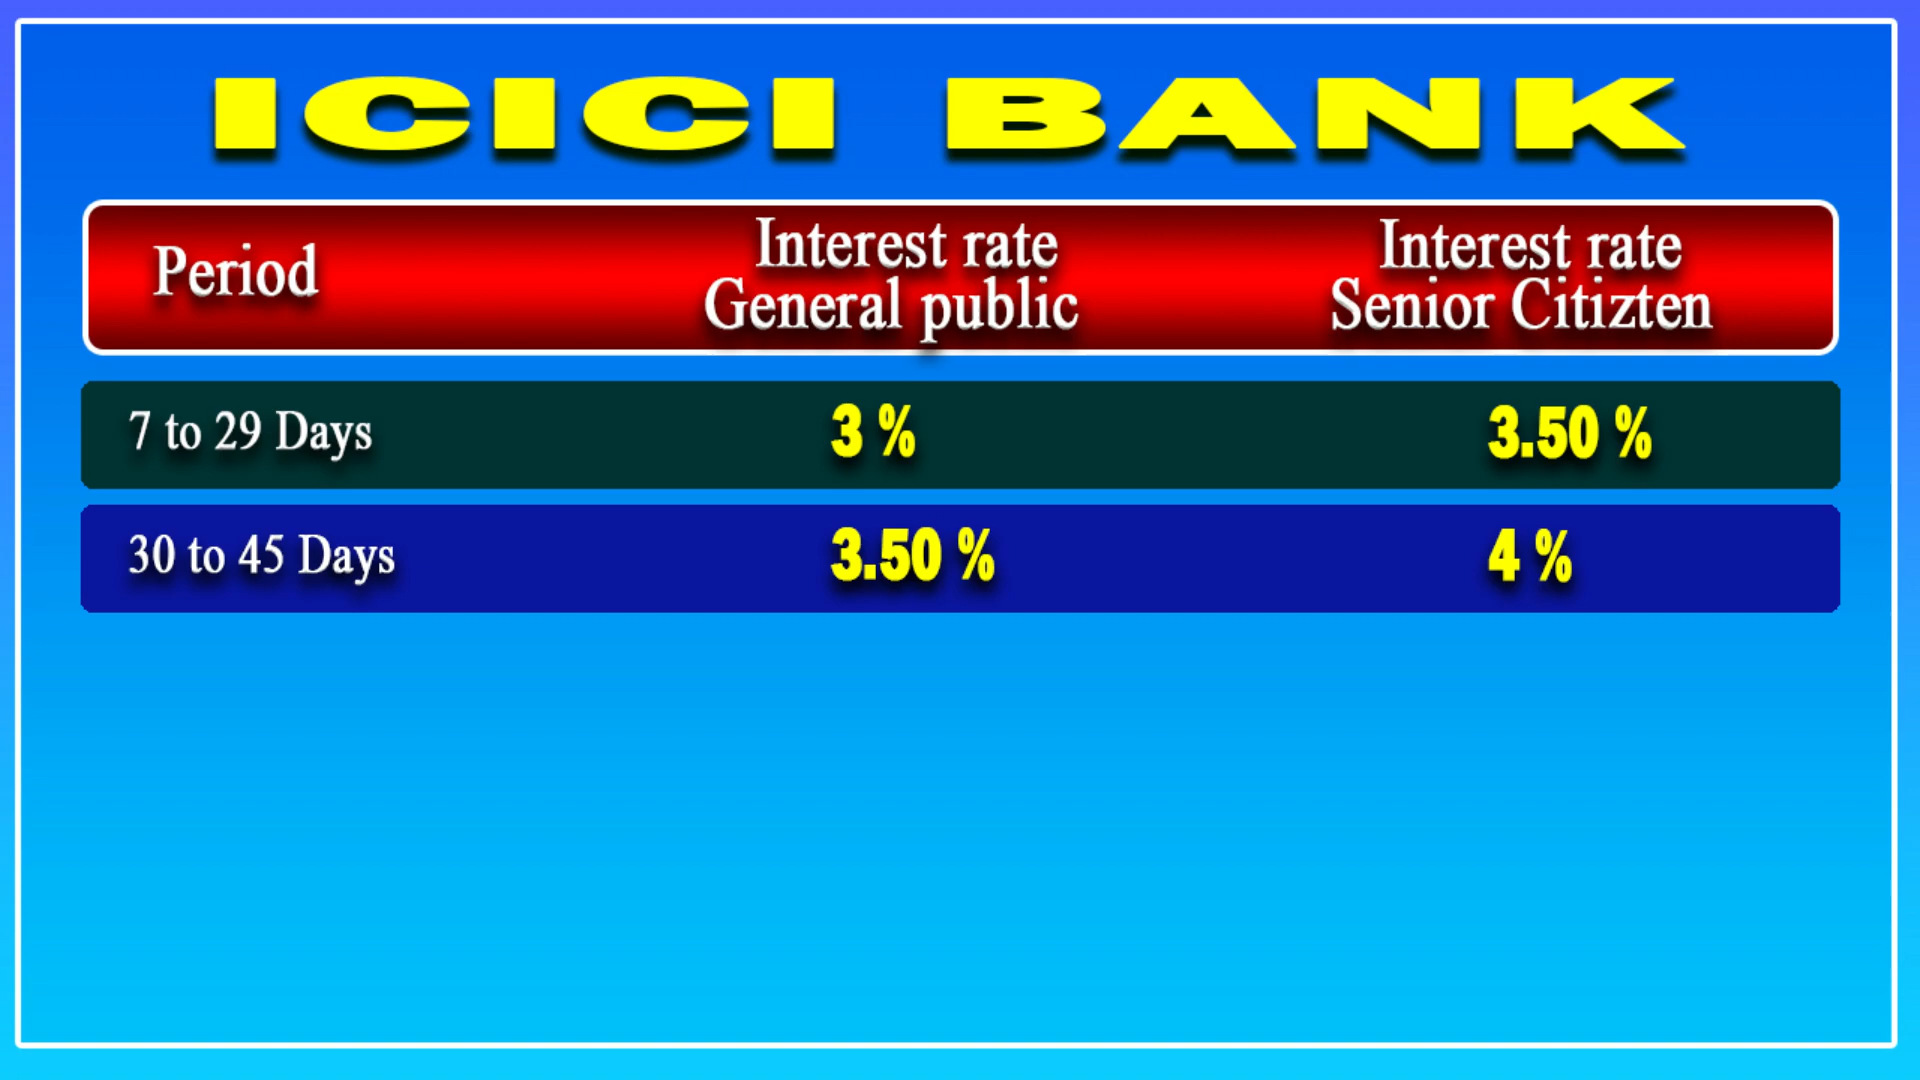 ICICI BANK
Period
Interest rate
General public
Interest rate
Senior Citizten
7 to 29 Days 3 % 3.50 %
30 to 45 Days 3.50 % 4 %